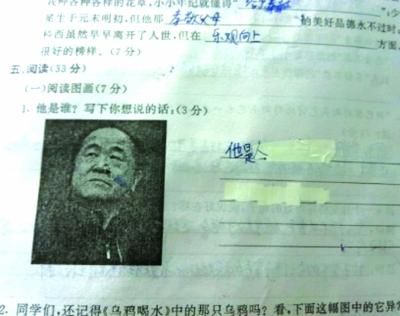 我种各种各样的花草,小小年纪就懂得"
生于元末明初,但他那 孝敬父母 "的美好品德永不过时;
科西虽然早早离开了人世,但在 乐观向上 方面,
很好的榜样。(7分)
五、阅读(33分)
(一)阅读图画(7分)
1. 他是谁?写下你想说的话:(3分)
他是人
2. 同学们,还记得《乌鸦喝水》中的那只乌鸦吗?看,下面这幅图中的它异常